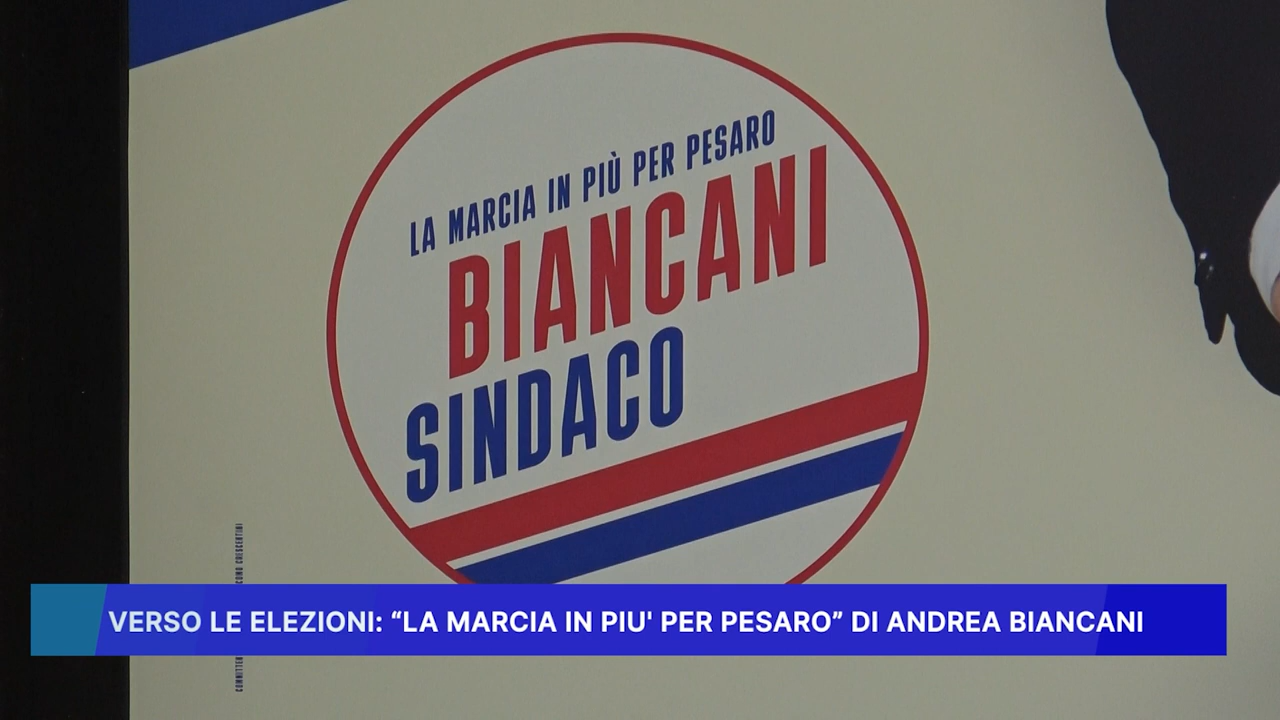 LA MARCIA IN PIÙ PER PESARO
BIANCANI
SINDACO
VERSO LE ELEZIONI: “LA MARCIA IN PIU' PER PESARO” DI ANDREA BIANCANI